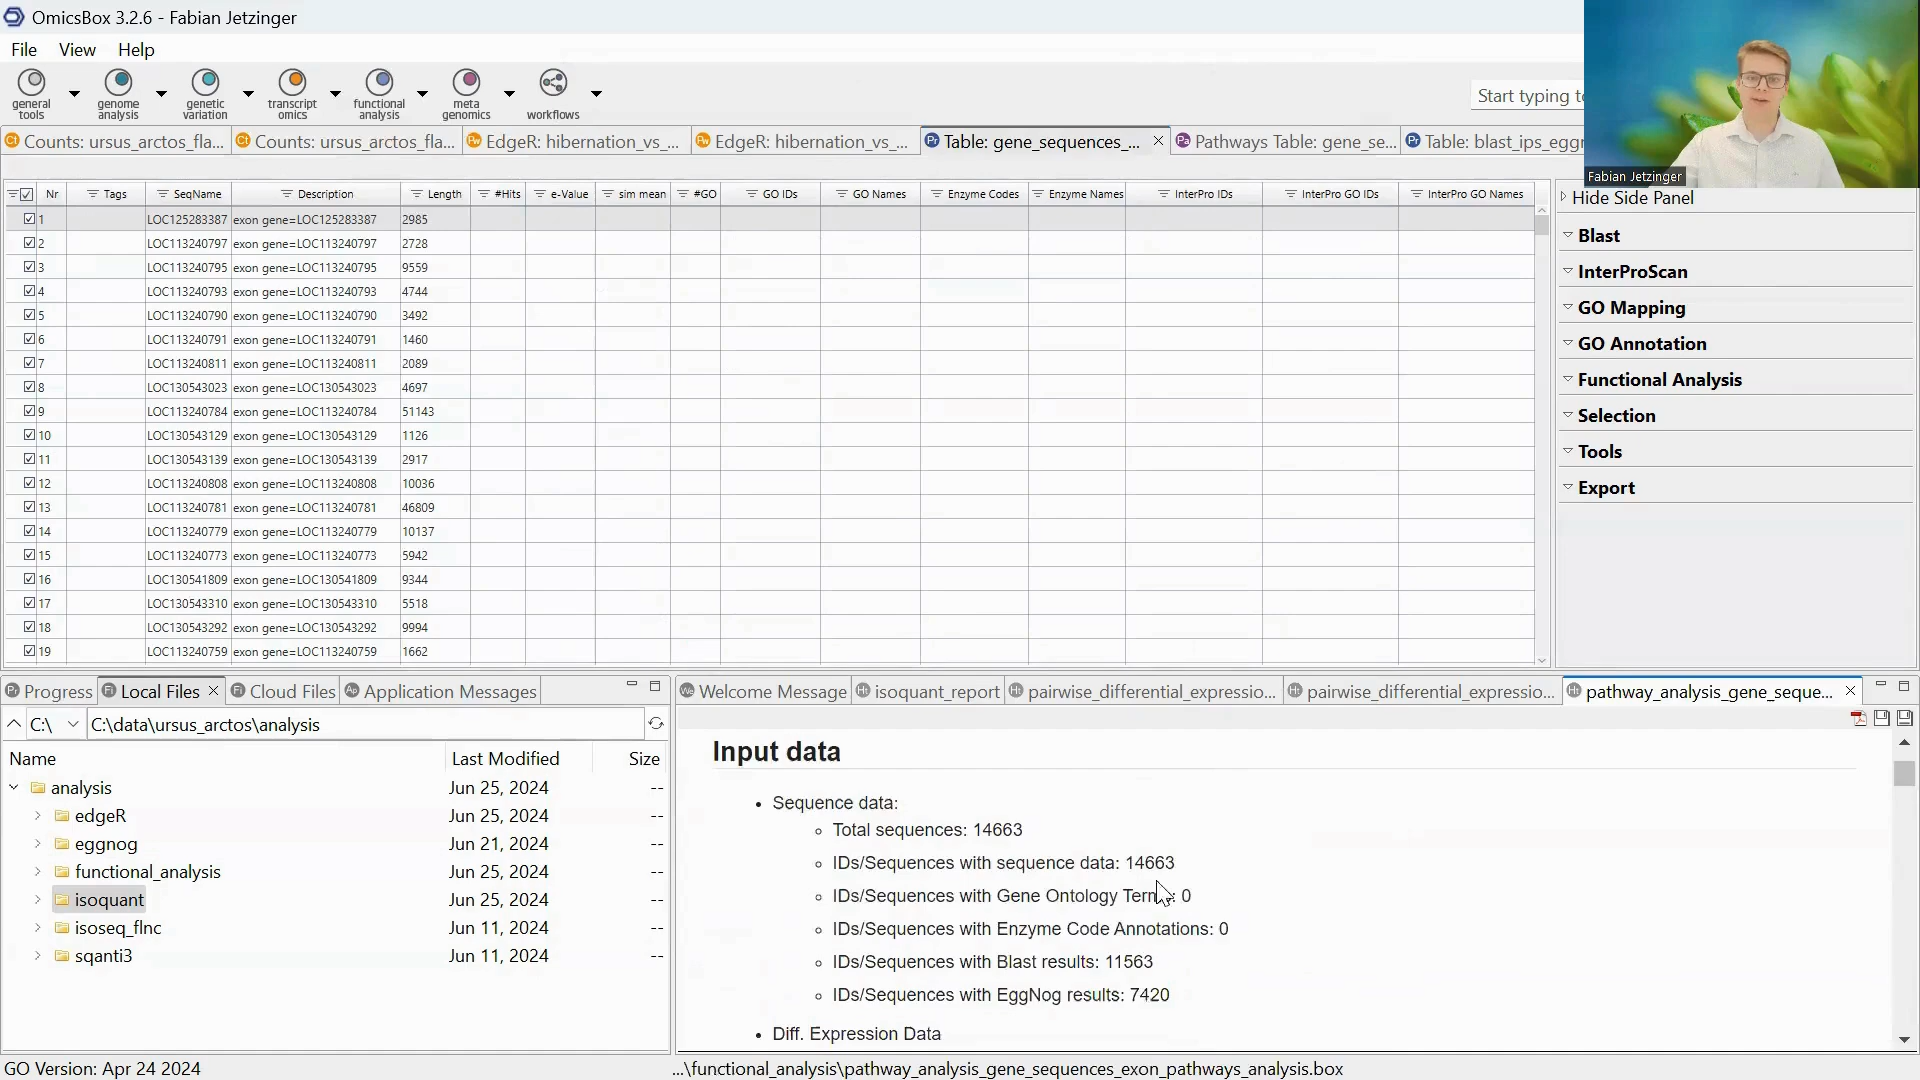 OmicsBox 3.2.6 - Fabian Jetzinger
File View Help
general tools
genome analysis
genetic variation
transcript omics
functional analysis
meta genomics
workflows
Start typing to
Fabian Jetzinger
Counts: ursus_arctos_fla...
Counts: ursus_arctos_fla...
EdgeR: hibernation_vs_...
EdgeR: hibernation_vs_...
Table: gene_sequences_...
Pathways Table: gene_se...
Table: blast_ips_eggn
Nr Tags SeqName Description Length #Hits e-Value sim mean #GO GO IDs GO Names Enzyme Codes Enzyme Names InterPro IDs InterPro GO IDs InterPro GO Names
1 LOC125283387 exon gene=LOC125283387 2985
2 LOC113240797 exon gene=LOC113240797 2728
3 LOC113240795 exon gene=LOC113240795 9559
4 LOC113240793 exon gene=LOC113240793 4744
5 LOC113240790 exon gene=LOC113240790 3492
6 LOC113240791 exon gene=LOC113240791 1460
7 LOC113240811 exon gene=LOC113240811 2089
8 LOC130543023 exon gene=LOC130543023 4697
9 LOC113240784 exon gene=LOC113240784 51143
10 LOC130543129 exon gene=LOC130543129 1126
11 LOC130543139 exon gene=LOC130543139 2917
12 LOC113240808 exon gene=LOC113240808 10036
13 LOC113240781 exon gene=LOC113240781 46809
14 LOC113240779 exon gene=LOC113240779 10137
15 LOC113240773 exon gene=LOC113240773 5942
16 LOC130541809 exon gene=LOC130541809 9344
17 LOC130543310 exon gene=LOC130543310 5518
18 LOC130543292 exon gene=LOC130543292 9994
19 LOC113240759 exon gene=LOC113240759 1662
Hide Side Panel
Blast
InterProScan
GO Mapping
GO Annotation
Functional Analysis
Selection
Tools
Export
Progress
Local Files
Cloud Files
Application Messages
C:\ C:\data\ursus_arctos\analysis
Name Last Modified Size
analysis Jun 25, 2024 --
edgeR Jun 25, 2024 --
eggnog Jun 21, 2024 --
functional_analysis Jun 25, 2024 --
isoquant Jun 25, 2024 --
isoseq_flnc Jun 11, 2024 --
sqanti3 Jun 11, 2024 --
Welcome Message
isoquant_report
pairwise_differential_expressio...
pairwise_differential_expressio...
pathway_analysis_gene_seque...
Input data
• Sequence data:
◦ Total sequences: 14663
◦ IDs/Sequences with sequence data: 14663
◦ IDs/Sequences with Gene Ontology : 0
◦ IDs/Sequences with Enzyme Code Annotations: 0
◦ IDs/Sequences with Blast results: 11563
◦ IDs/Sequences with EggNog results: 7420
• Diff. Expression Data
GO Version: Apr 24 2024
...\functional_analysis\pathway_analysis_gene_sequences_exon_pathways_analysis.box